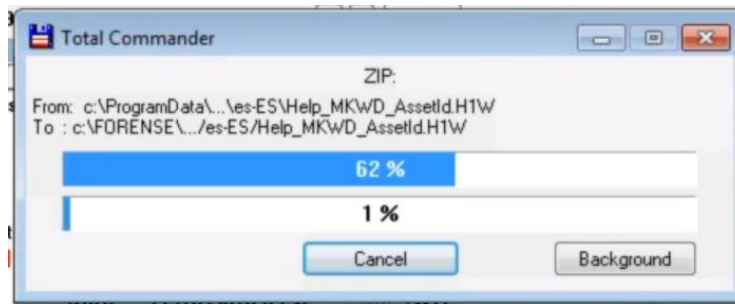 Total Commander
ZIP:
From: c:\ProgramData\...\es-ES\Help_MKWD_AssetId.H1W
To : c:\FORENSE\.../es-ES/Help_MKWD_AssetId.H1W
62 %
1 %
Cancel
Background